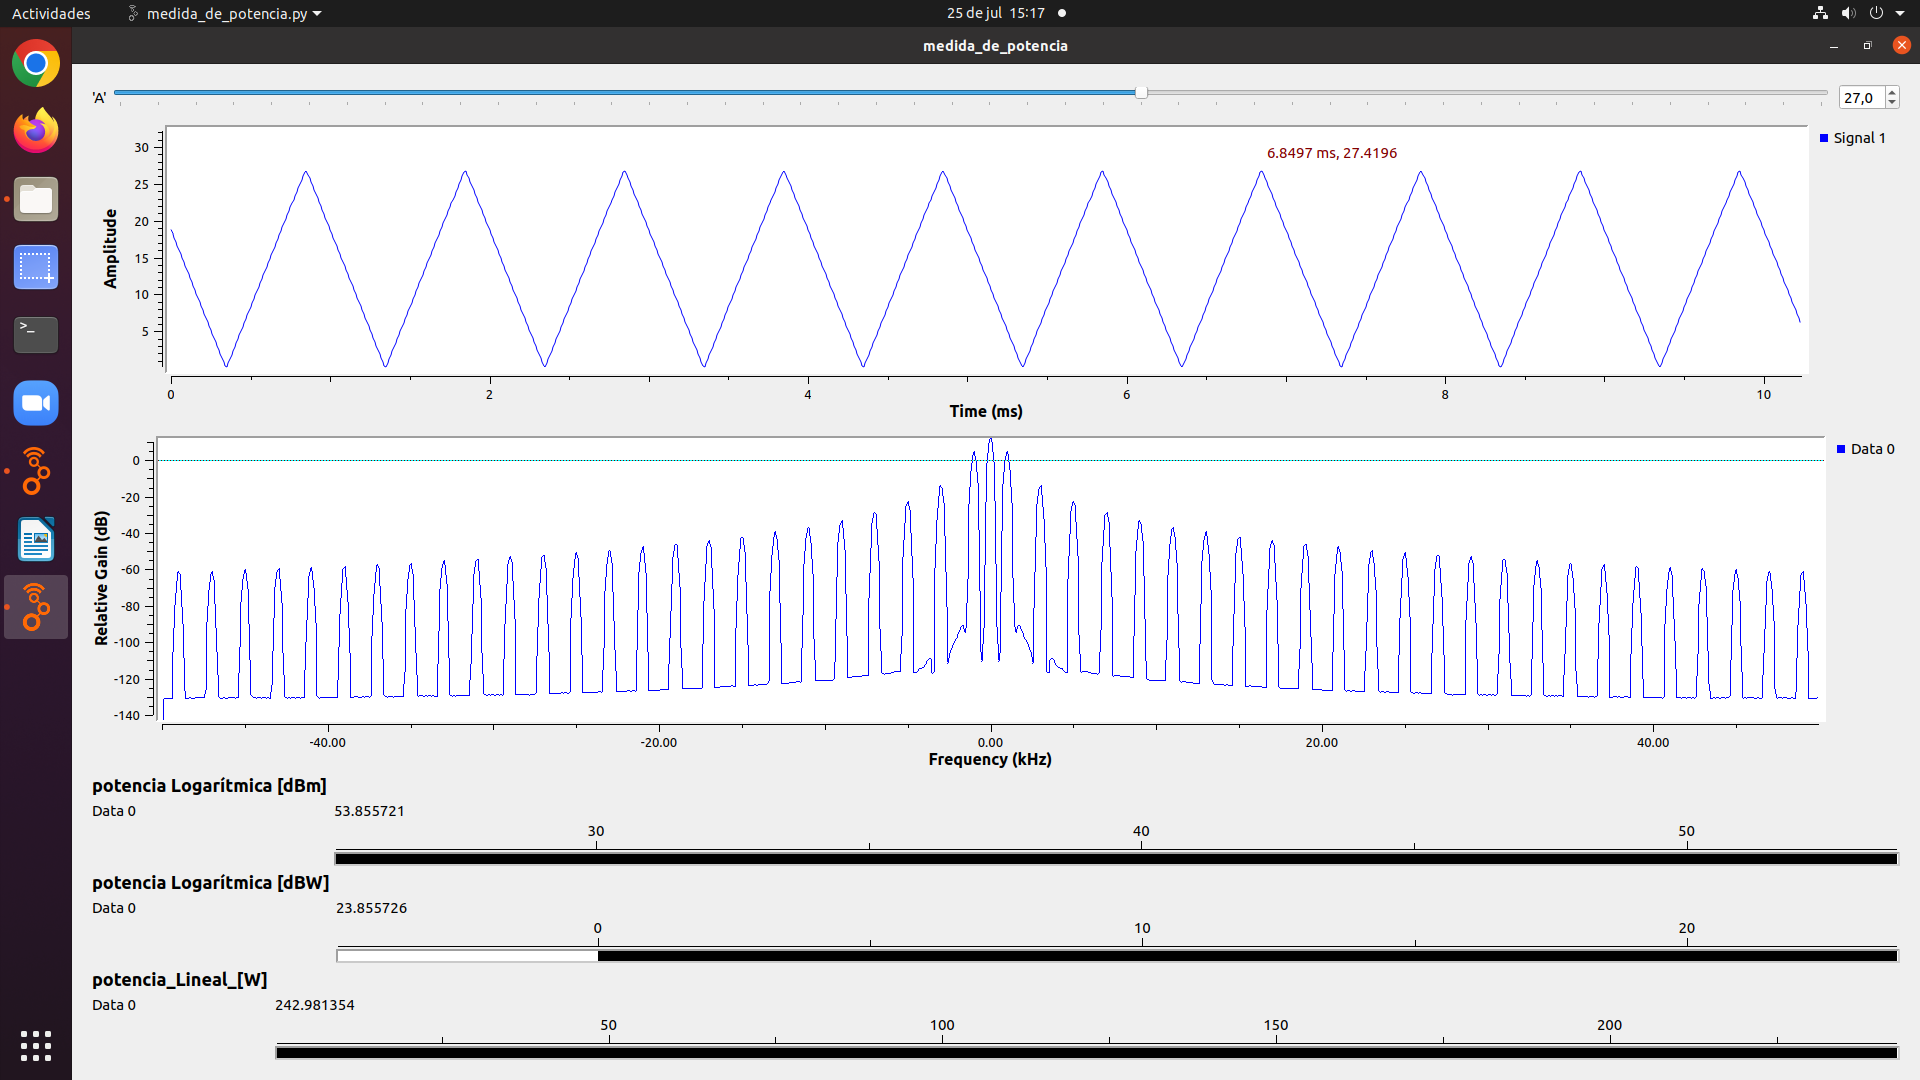 Actividades
medida_de_potencia.py
25 de jul 15:17
medida_de_potencia
'A'
27,0
6.8497 ms, 27.4196
Signal 1
Amplitude
30
25
20
15
10
5
0 2 4 6 8 10
Time (ms)
Data 0
Relative Gain (dB)
0
-20
-40
-60
-80
-100
-120
-140
-40.00 -20.00 0.00 20.00 40.00
Frequency (kHz)
potencia Logarítmica [dBm]
Data 0 53.855721
30 40 50
potencia Logarítmica [dBW]
Data 0 23.855726
0 10 20
potencia_Lineal_[W]
Data 0 242.981354
50 100 150 200